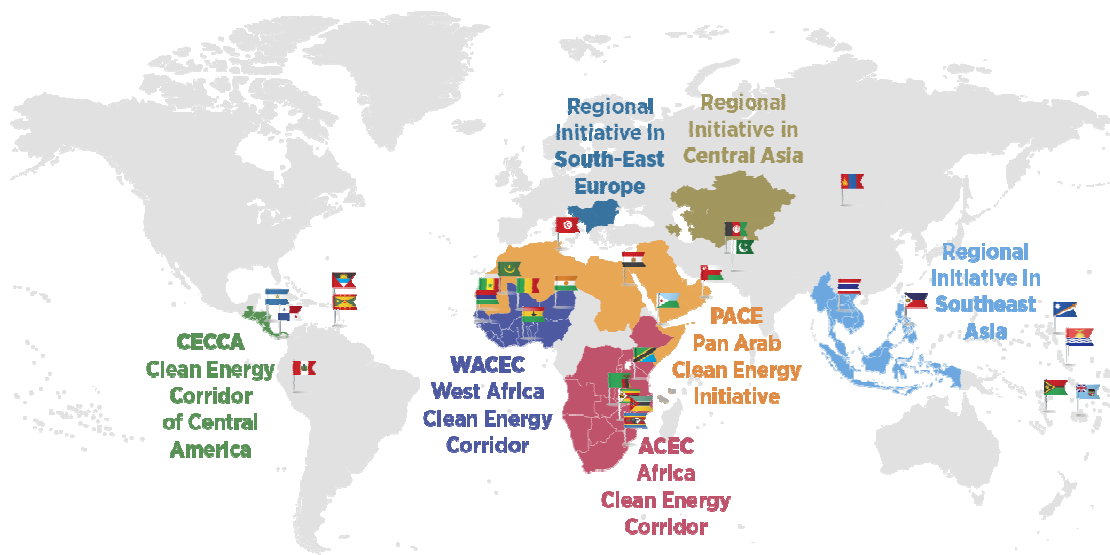 Regional
Initiative In
South-East
Europe
Regional
Initiative in
Central Asia
Regional
Initiative In
Southeast
Asia
CECCA
Clean Energy
Corridor
of Central
America
WACEC
West Africa
Clean Energy
Corridor
PACE
Pan Arab
Clean Energy
Initiative
ACEC
Africa
Clean Energy
Corridor